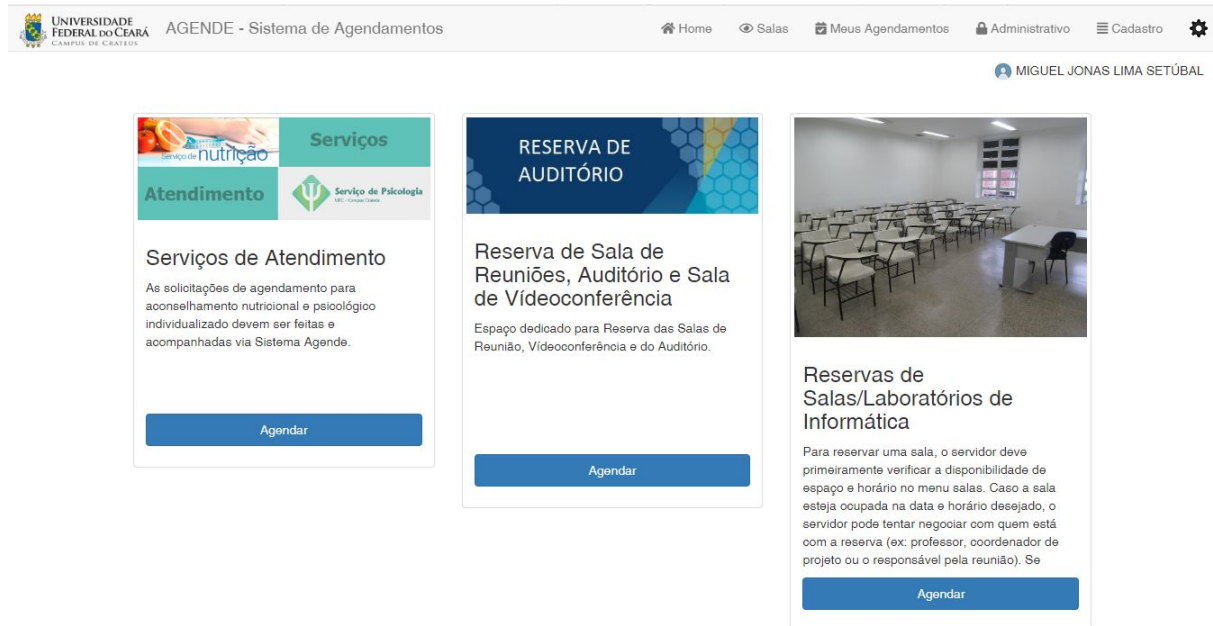 UNIVERSIDADE
FEDERAL DO CEARÁ
CAMPUS DE CRATEÚS
AGENDE - Sistema de Agendamentos
Home
Salas
Meus Agendamentos
Administrativo
Cadastro
MIGUEL JONAS LIMA SETÚBAL
Serviço de nutrição
Serviços
Atendimento
Serviço de Psicologia
UFC - Campus Crateús
Serviços de Atendimento
As solicitações de agendamento para
aconselhamento nutricional e psicológico
individualizado devem ser feitas e
acompanhadas via Sistema Agende.
Agendar
RESERVA DE
AUDITÓRIO
Reserva de Sala de
Reuniões, Auditório e Sala
de Vídeoconferência
Espaço dedicado para Reserva das Salas de
Reunião, Vídeoconferência e do Auditório.
Agendar
Reservas de
Salas/Laboratórios de
Informática
Para reservar uma sala, o servidor deve
primeiramente verificar a disponibilidade de
espaço e horário no menu salas. Caso a sala
esteja ocupada na data e horário desejado, o
servidor pode tentar negociar com quem está
com a reserva (ex: professor, coordenador de
projeto ou o responsável pela reunião). Se
Agendar